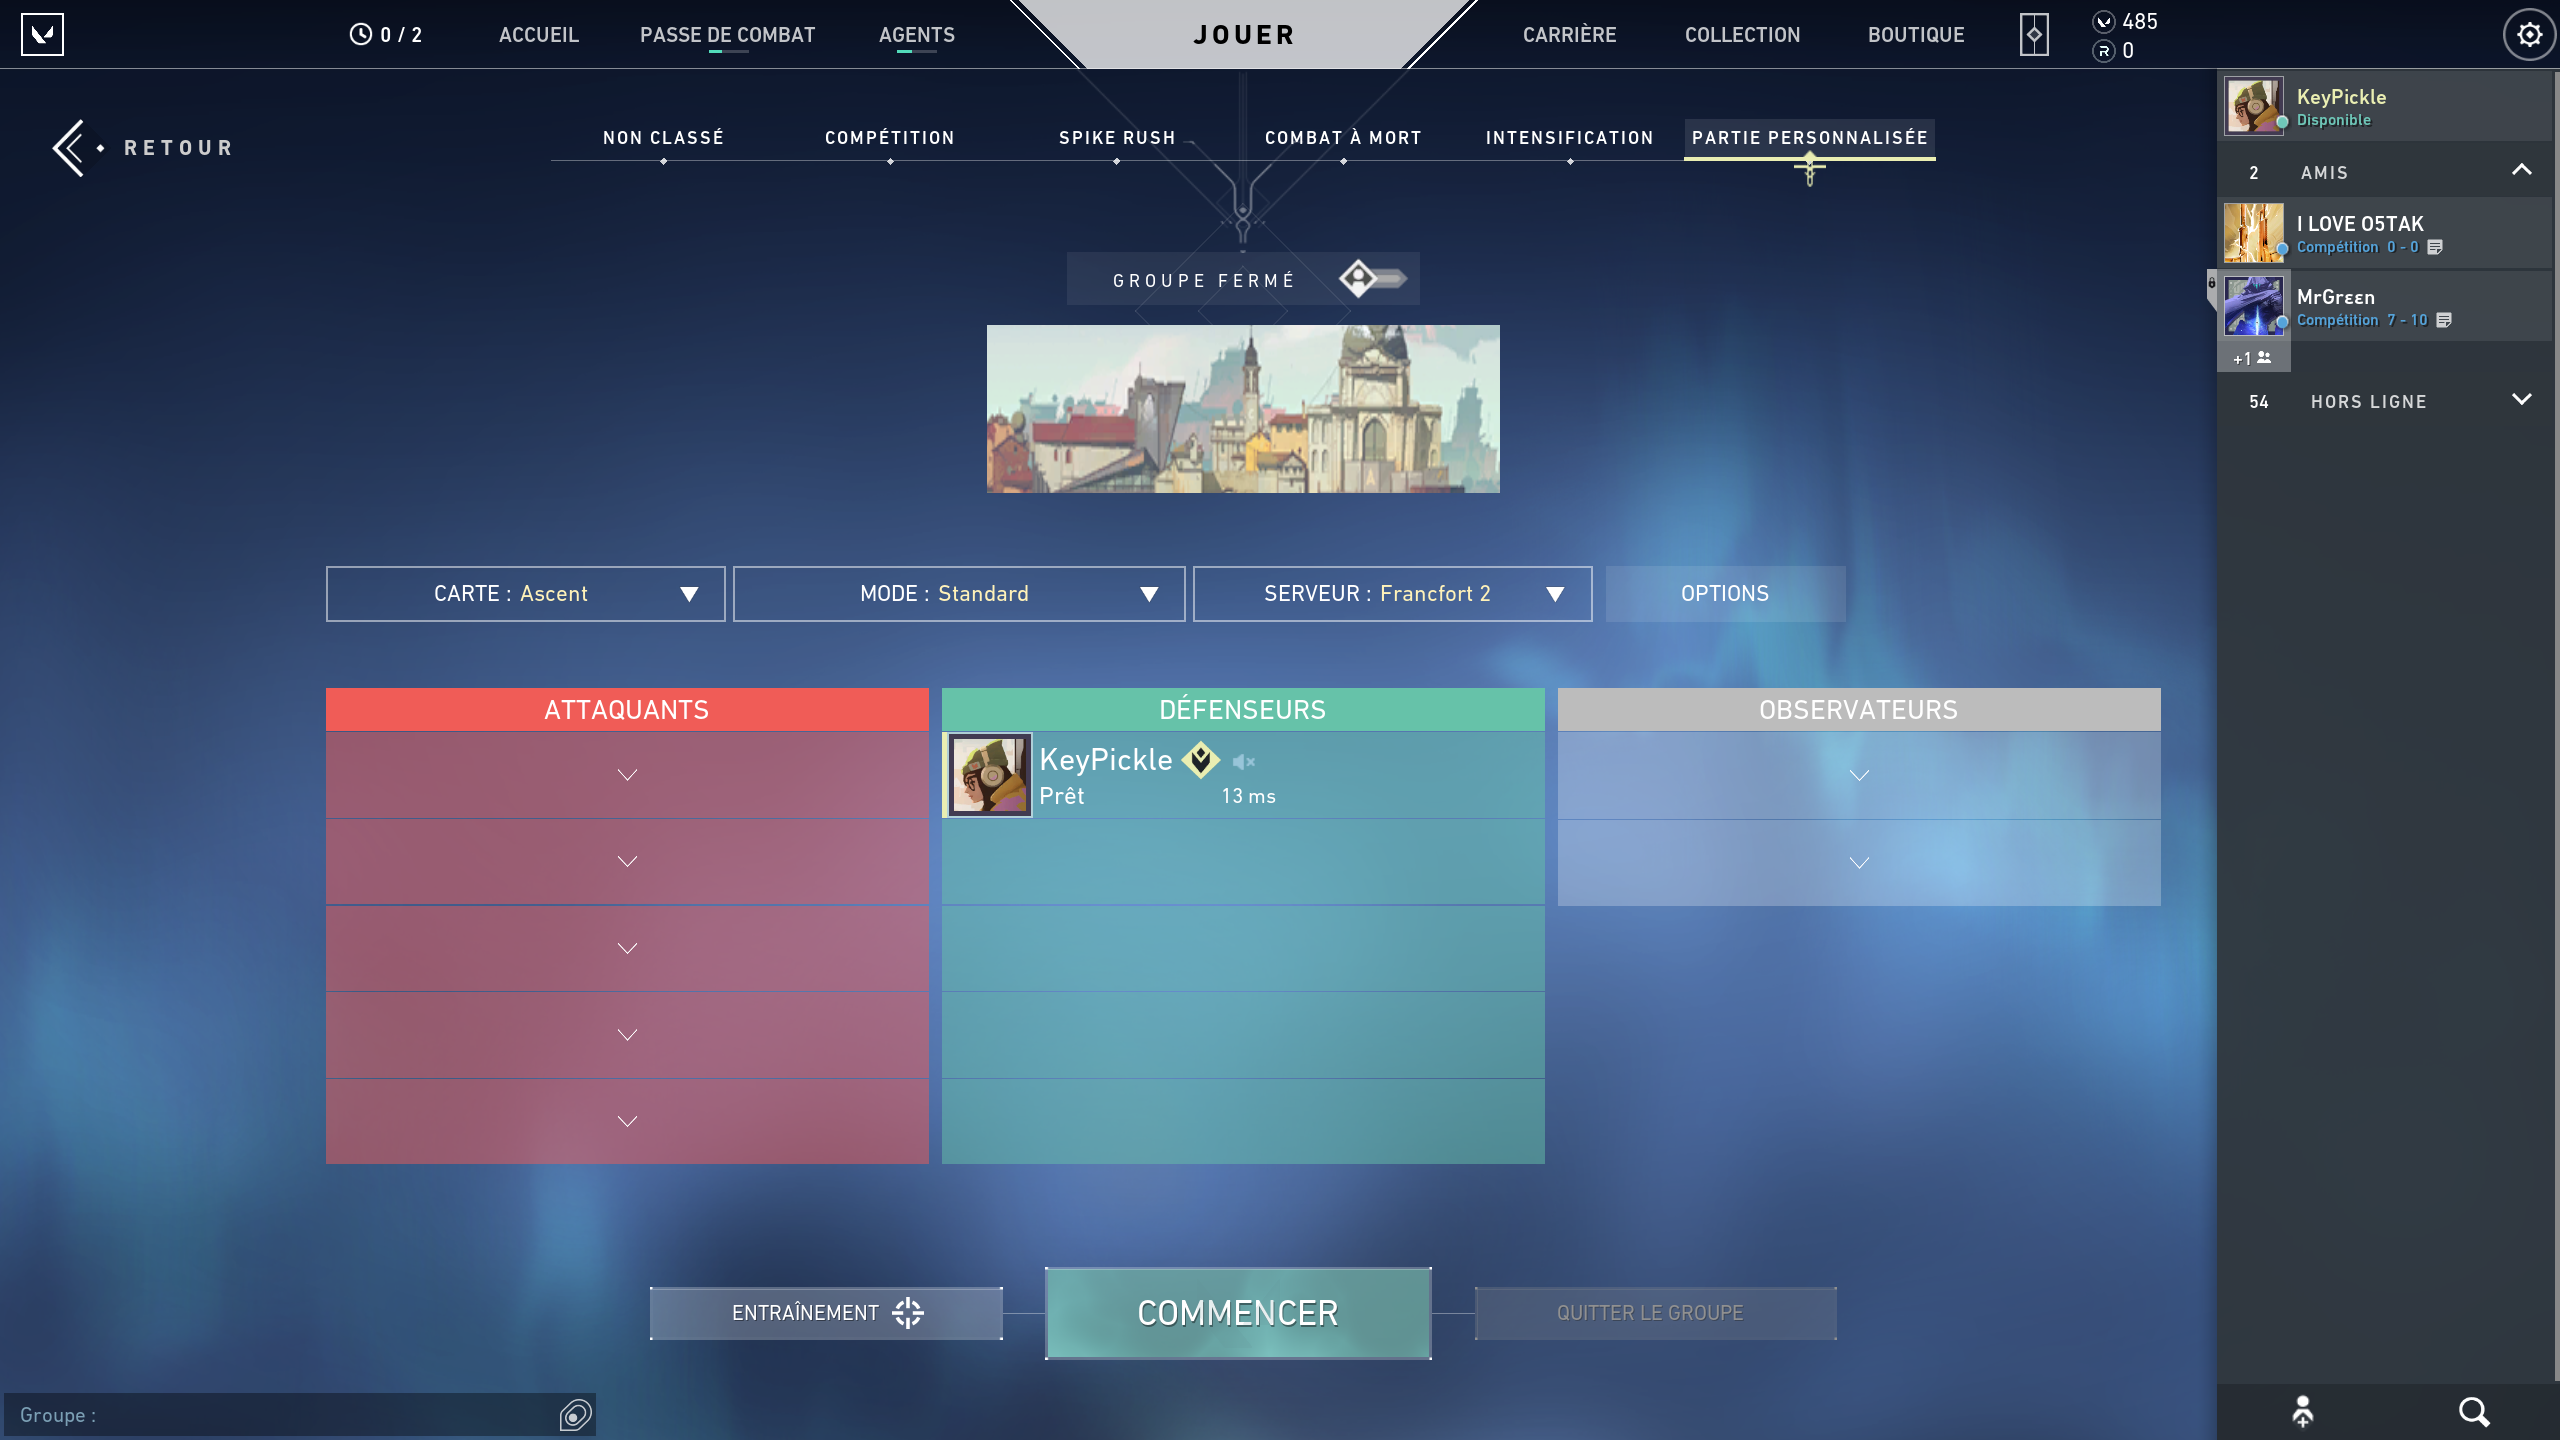 0 / 2
ACCUEIL
PASSE DE COMBAT
AGENTS
JOUER
CARRIÈRE
COLLECTION
BOUTIQUE
485
R 0
RETOUR
NON CLASSÉ
COMPÉTITION
SPIKE RUSH
COMBAT À MORT
INTENSIFICATION
PARTIE PERSONNALISÉE
KeyPickle
Disponible
2 AMIS
I LOVE O5TAK
Compétition 0 - 0
MrGrεεn
Compétition 7 - 10
+1
54 HORS LIGNE
GROUPE FERMÉ
CARTE : Ascent
MODE : Standard
SERVEUR : Francfort 2
OPTIONS
ATTAQUANTS
DÉFENSEURS
OBSERVATEURS
KeyPickle
Prêt
13 ms
ENTRAÎNEMENT
COMMENCER
QUITTER LE GROUPE
Groupe :